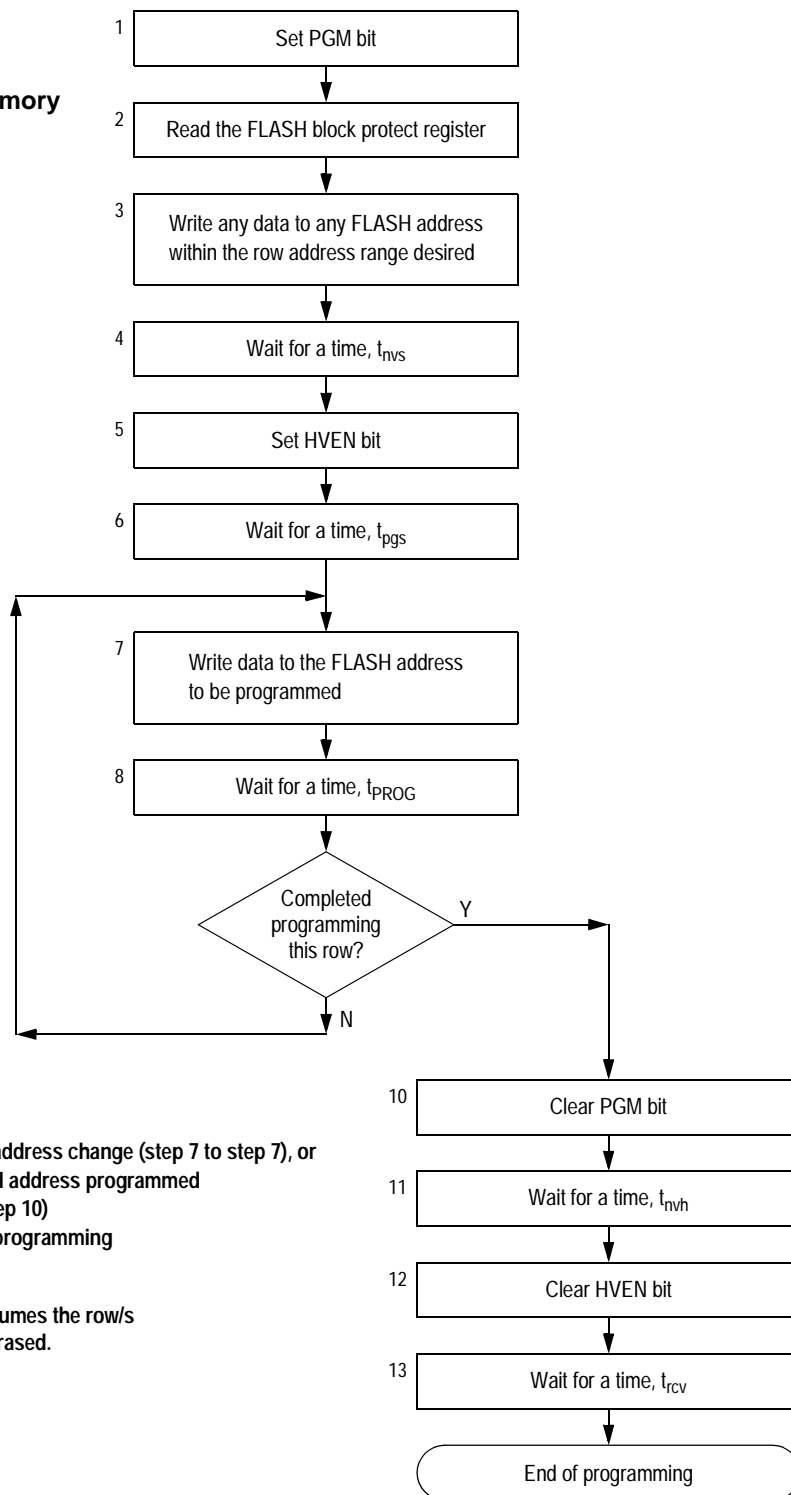 1
Set PGM bit
mory
2
Read the FLASH block protect register
3
Write any data to any FLASH address
within the row address range desired
4
Wait for a time, tnvs
5
Set HVEN bit
6
Wait for a time, tpgs
7
Write data to the FLASH address
to be programmed
8
Wait for a time, tPROG
Completed
programming
this row?
Y
N
10
Clear PGM bit
address change (step 7 to step 7), or
address programmed
ep 10)
programming
11
Wait for a time, tnvh
12
Clear HVEN bit
umes the row/s
rased.
13
Wait for a time, trcv
End of programming